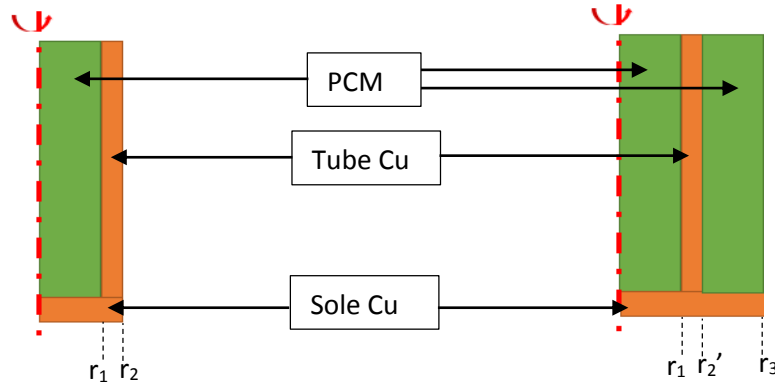 PCM
Tube Cu
Sole Cu
r₁ r₂
r₁ r₂’ r₃